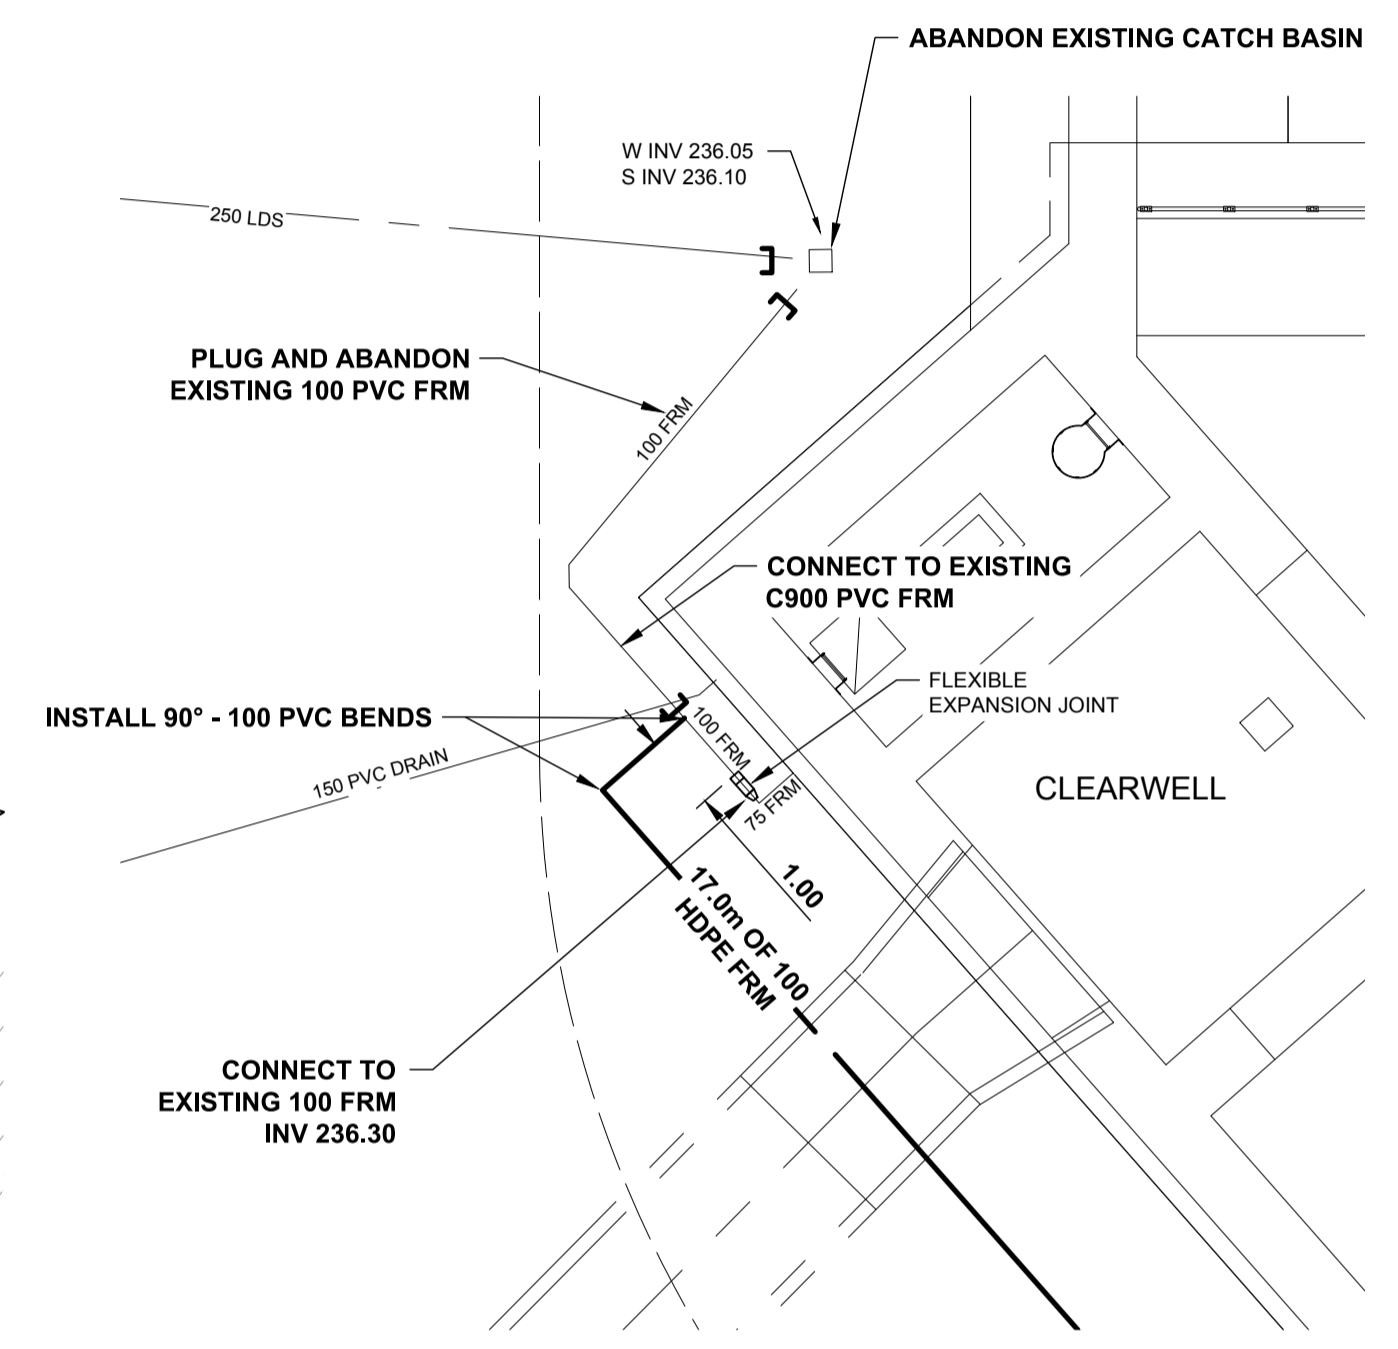 ABANDON EXISTING CATCH BASIN
W INV 236.05
S INV 236.10
250 LDS
PLUG AND ABANDON
EXISTING 100 PVC FRM
100 FRM
CONNECT TO EXISTING
C900 PVC FRM
FLEXIBLE
EXPANSION JOINT
INSTALL 90° - 100 PVC BENDS
100 FRM
150 PVC DRAIN
75 FRM
CLEARWELL
1.00
17.0m OF 100
HDPE FRM
CONNECT TO
EXISTING 100 FRM
INV 236.30